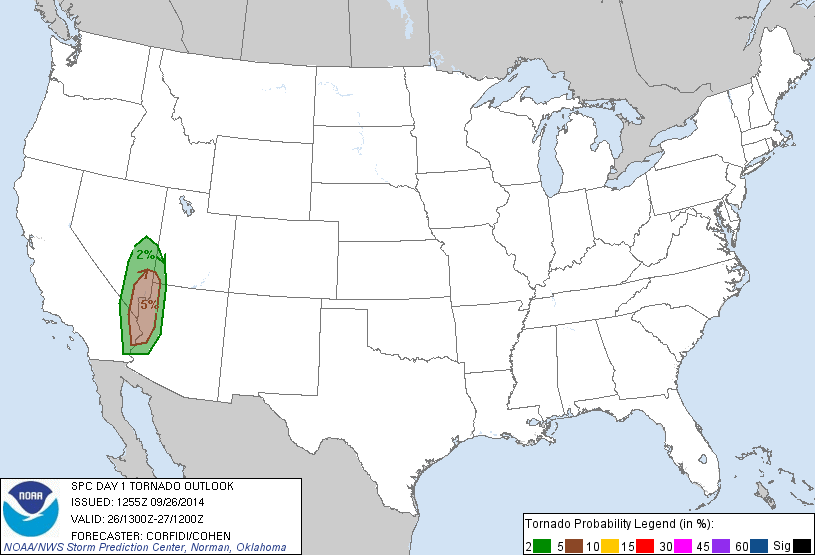 2%
5%
NOAA
SPC DAY 1 TORNADO OUTLOOK
ISSUED: 1255Z 09/26/2014
VALID: 26/1300Z-27/1200Z
FORECASTER: CORFIDI/COHEN
NOAA/NWS Storm Prediction Center, Norman, Oklahoma
Tornado Probability Legend (in %):
2 5 10 15 30 45 60 Sig